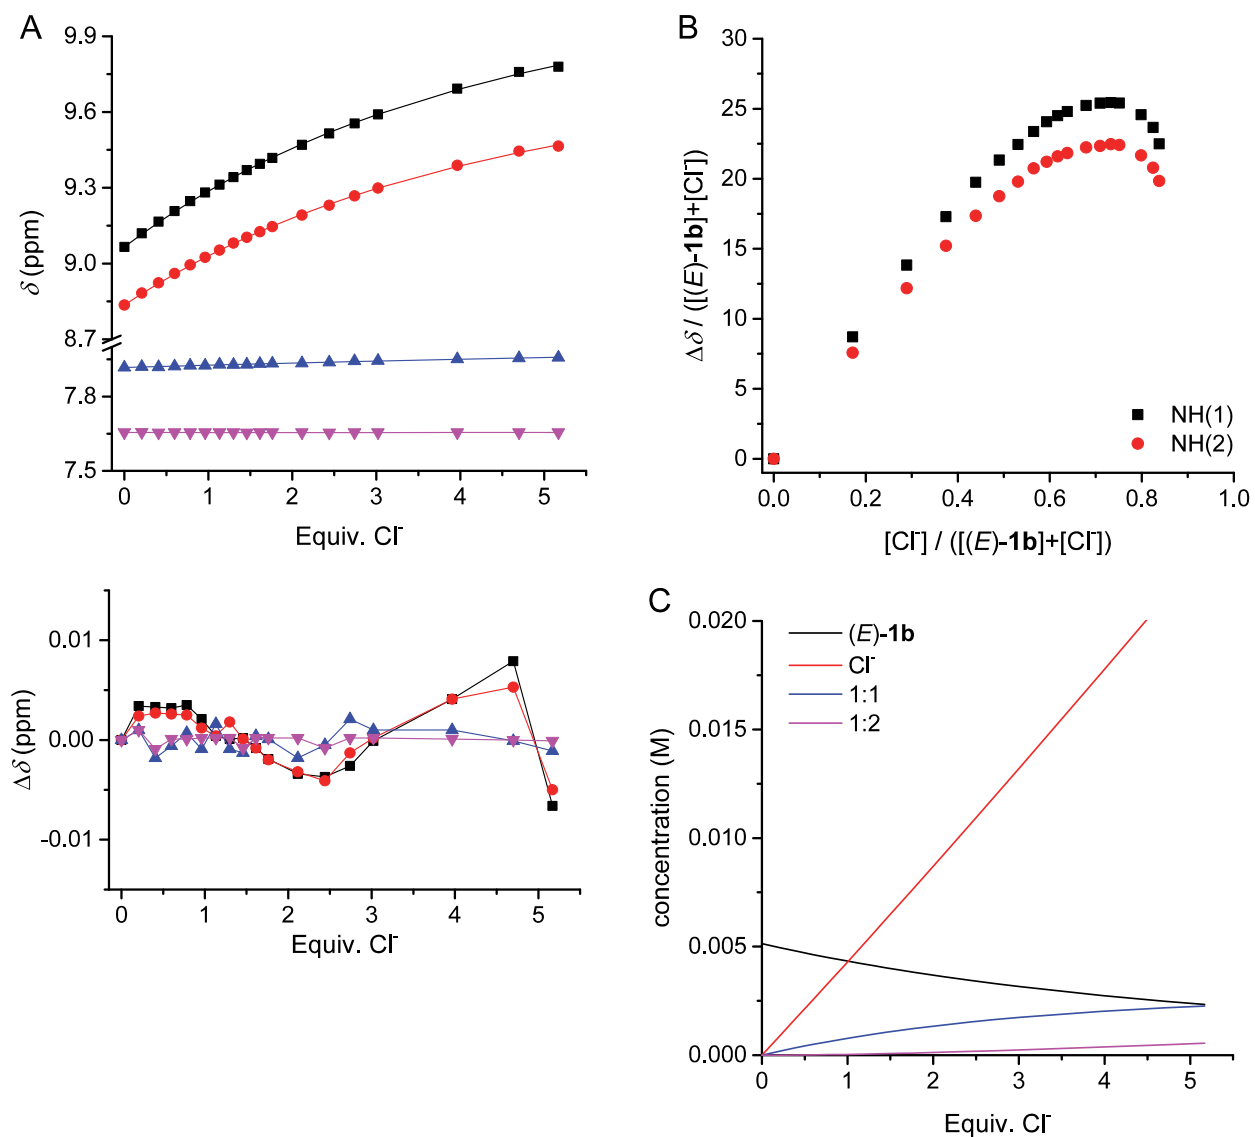 A
9.9
9.6
9.3
9.0
8.7
7.8
7.5
δ (ppm)
0 1 2 3 4 5
Equiv. Cl⁻
B
30
25
20
15
10
5
0
Δδ / ([(E)-1b]+[Cl⁻])
NH(1)
NH(2)
0.0 0.2 0.4 0.6 0.8 1.0
[Cl⁻] / ([(E)-1b]+[Cl⁻])
0.01
0.00
-0.01
Δδ (ppm)
0 1 2 3 4 5
Equiv. Cl⁻
C
0.020
0.015
0.010
0.005
0.000
concentration (M)
(E)-1b
Cl⁻
1:1
1:2
0 1 2 3 4 5
Equiv. Cl⁻